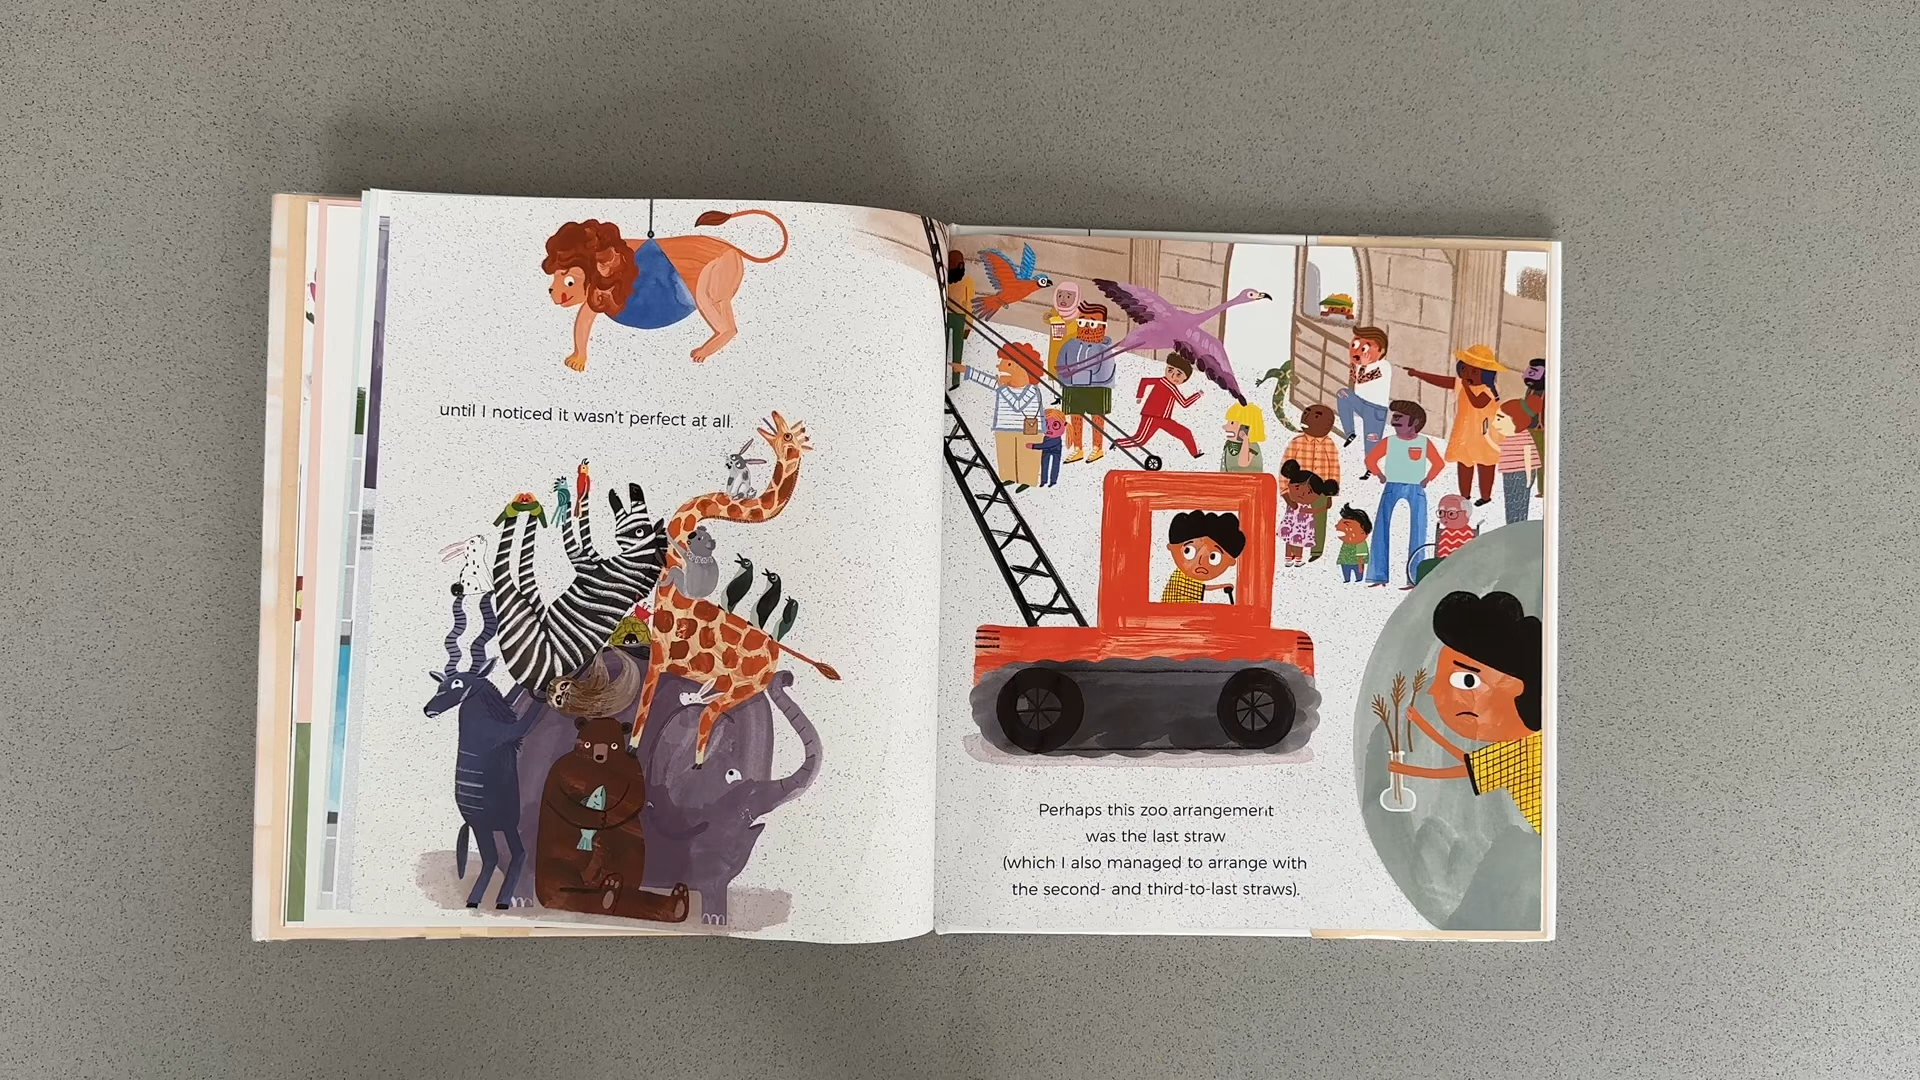 until I noticed it wasn't perfect at all.
Perhaps this zoo arrangement
was the last straw
(which I also managed to arrange with
the second- and third-to-last straws).